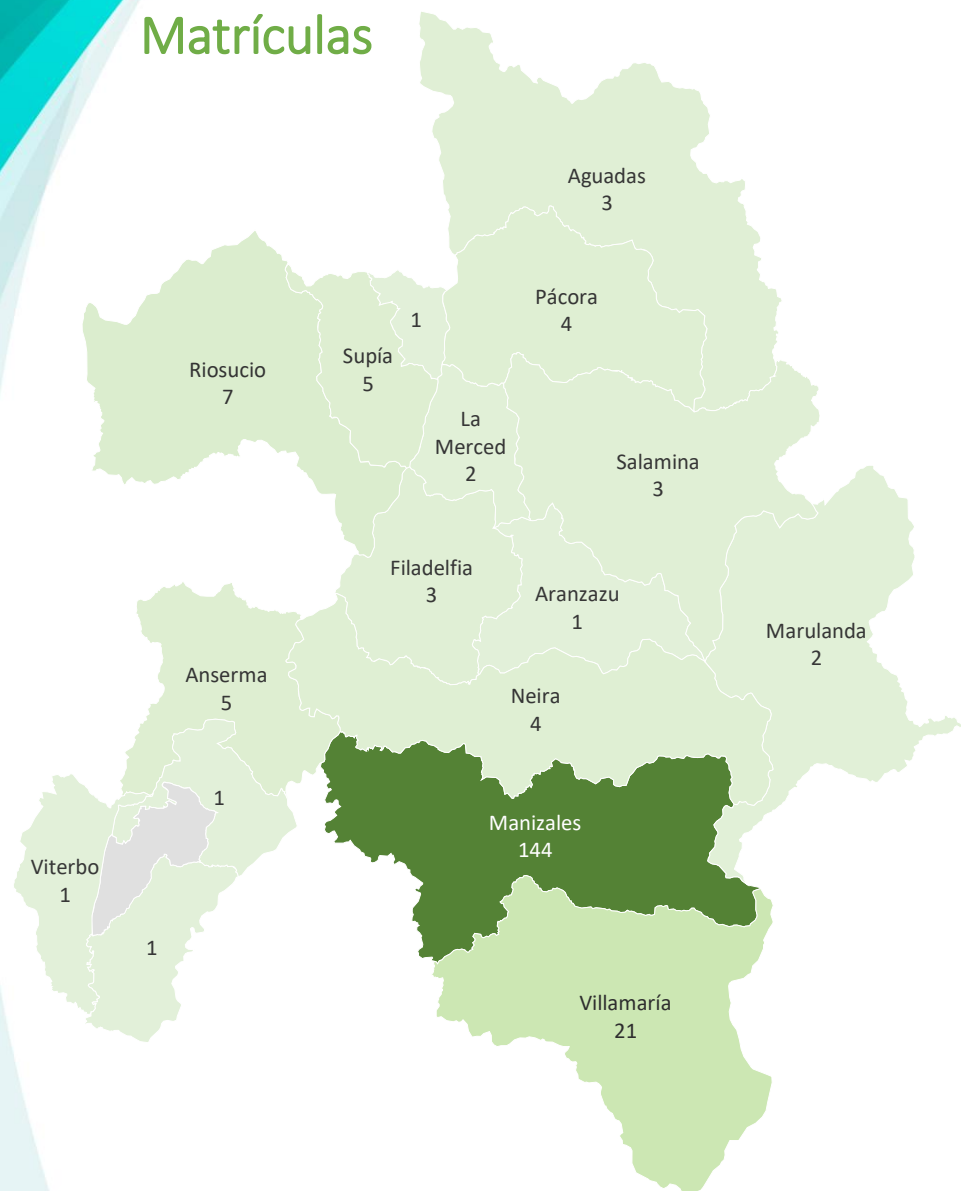 Matrículas
Aguadas
3
Pácora
4
1
Supía
5
Riosucio
7
La
Merced
2
Salamina
3
Filadelfia
3
Aranzazu
1
Marulanda
2
Anserma
5
Neira
4
1
Manizales
144
Viterbo
1
1
Villamaría
21